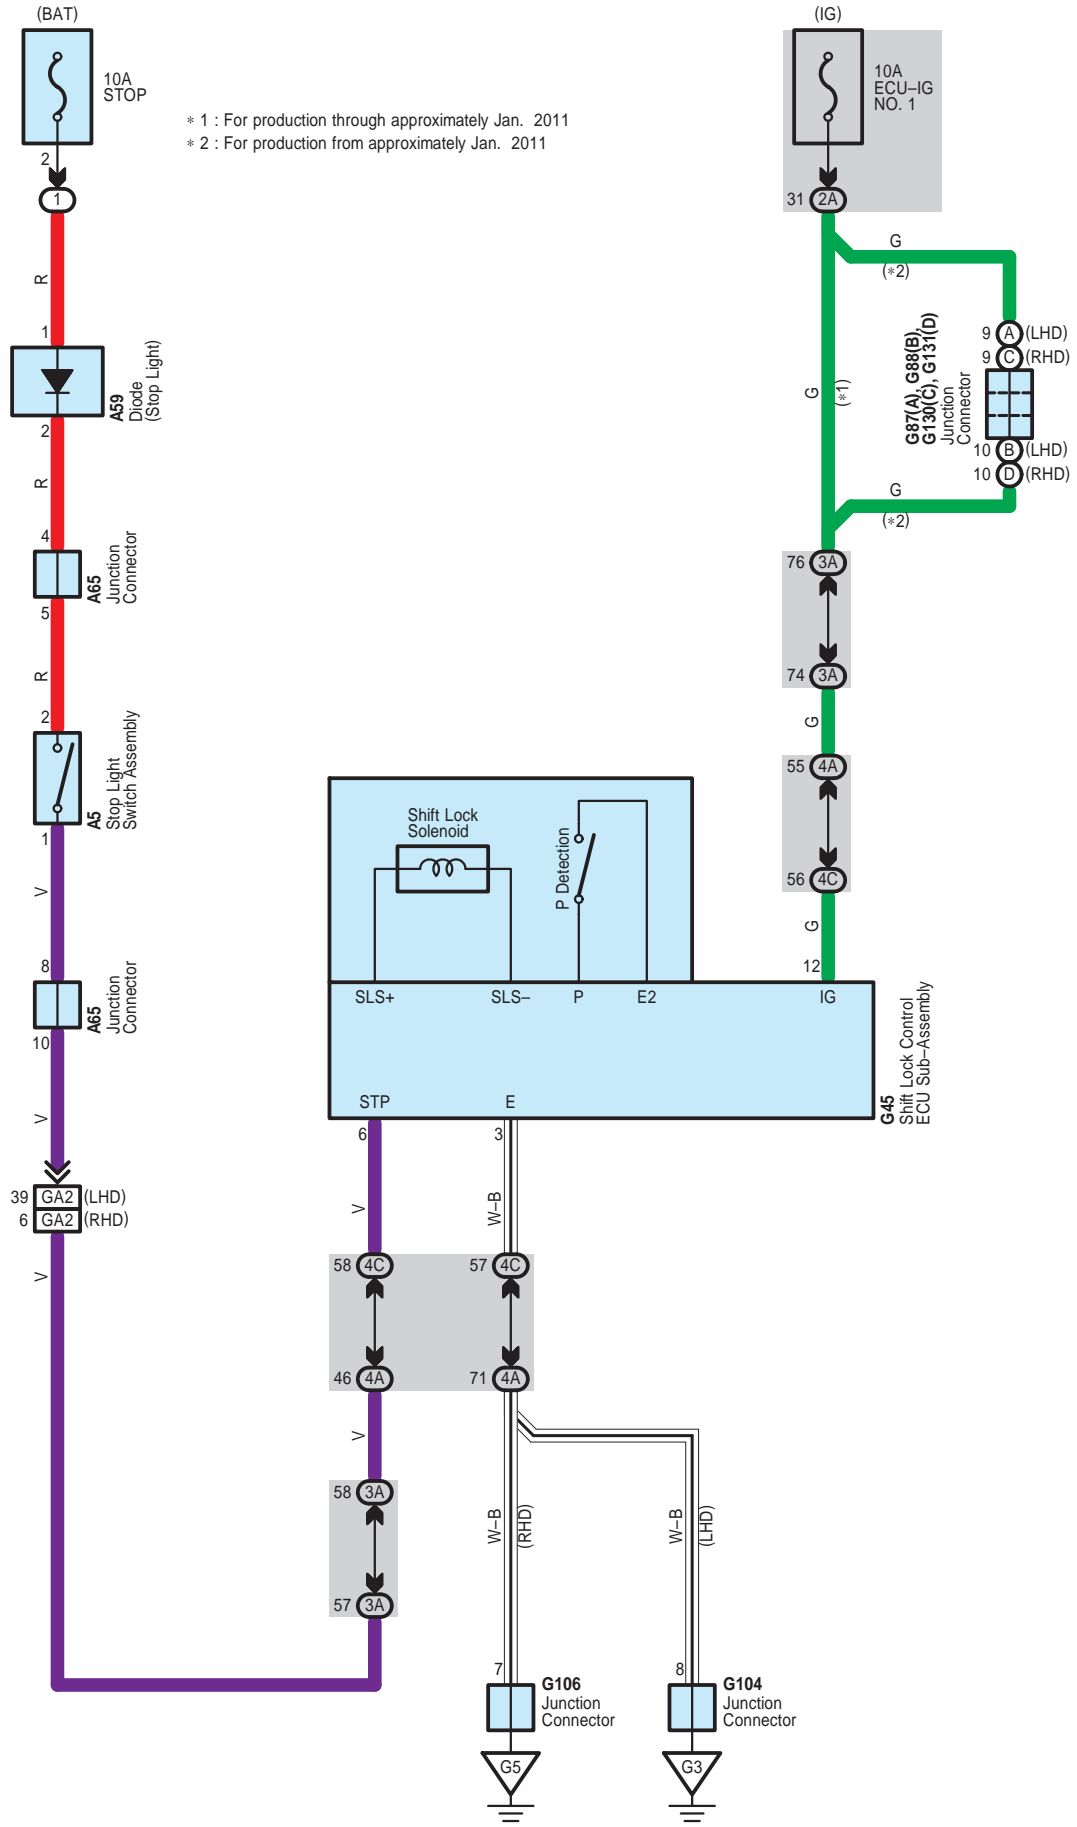 (BAT)
10A
STOP
2
1
∗ 1 : For production through approximately Jan. 2011
∗ 2 : For production from approximately Jan. 2011
R
1
A59
Diode
(Stop Light)
2
R
4
A65
Junction
Connector
5
R
2
A5
Stop Light
Switch Assembly
1
V
8
A65
Junction
Connector
10
V
39 GA2 (LHD)
6 GA2 (RHD)
V
(IG)
10A
ECU–IG
NO. 1
31 2A
G
(∗2)
G
(∗1)
9 A (LHD)
9 C (RHD)
G87(A), G88(B),
G130(C), G131(D)
Junction
Connector
10 B (LHD)
10 D (RHD)
G
(∗2)
76 3A
74 3A
G
55 4A
56 4C
G
12
Shift Lock
Solenoid
P Detection
SLS+ SLS– P E2 IG
STP E
G45
Shift Lock Control
ECU Sub–Assembly
6 3
V W–B
58 4C 57 4C
46 4A 71 4A
V
58 3A
57 3A
W–B
(RHD)
W–B
(LHD)
7
G106
Junction
Connector
G5
8
G104
Junction
Connector
G3